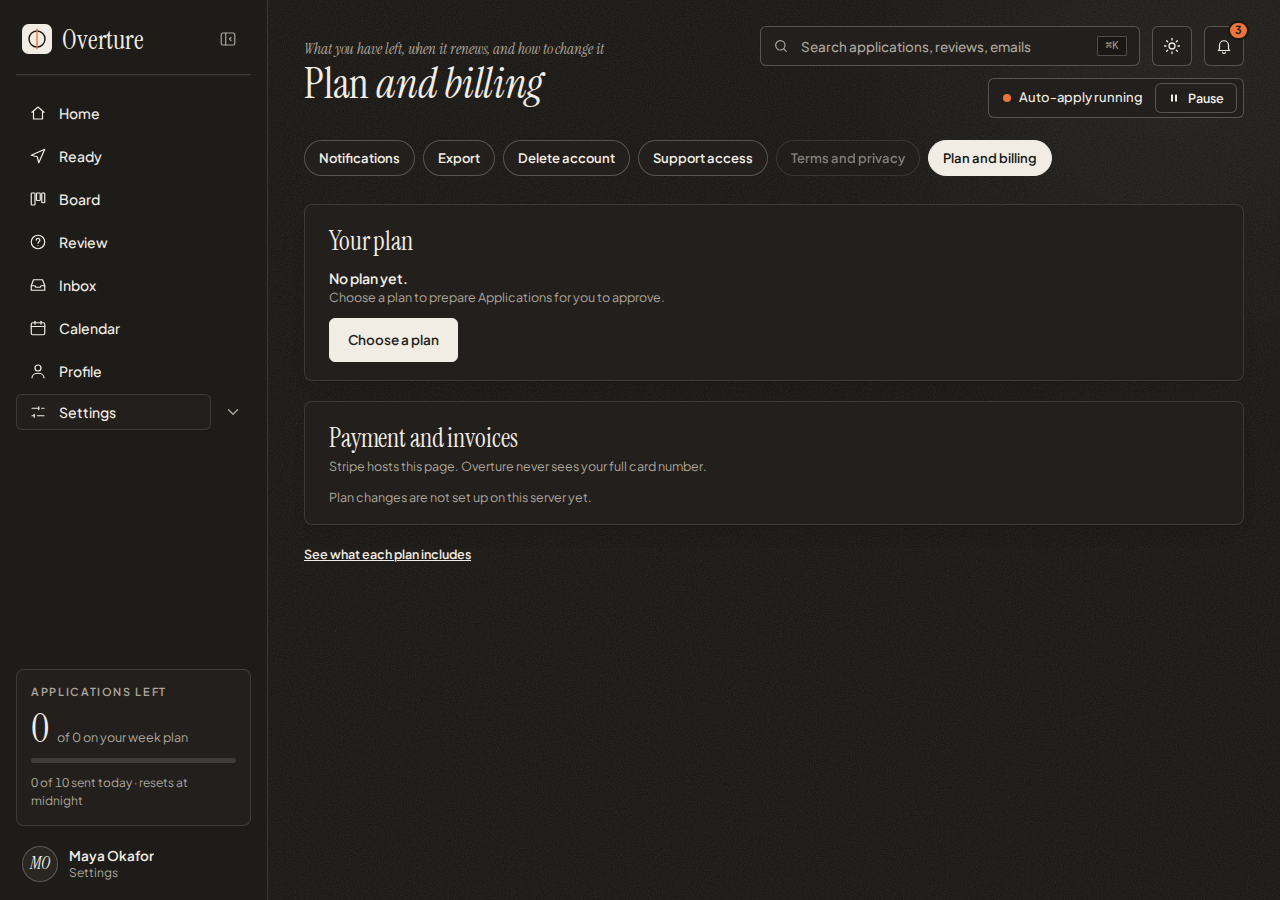 Overture
Home
Ready
Board
Review
Inbox
Calendar
Profile
Settings
APPLICATIONS LEFT
0 of 0 on your week plan
0 of 10 sent today · resets at
midnight
MO
Maya Okafor
Settings
What you have left, when it renews, and how to change it
Plan and billing
Search applications, reviews, emails
⌘K
3
Auto-apply running
Pause
Notifications
Export
Delete account
Support access
Terms and privacy
Plan and billing
Your plan
No plan yet.
Choose a plan to prepare Applications for you to approve.
Choose a plan
Payment and invoices
Stripe hosts this page. Overture never sees your full card number.
Plan changes are not set up on this server yet.
See what each plan includes